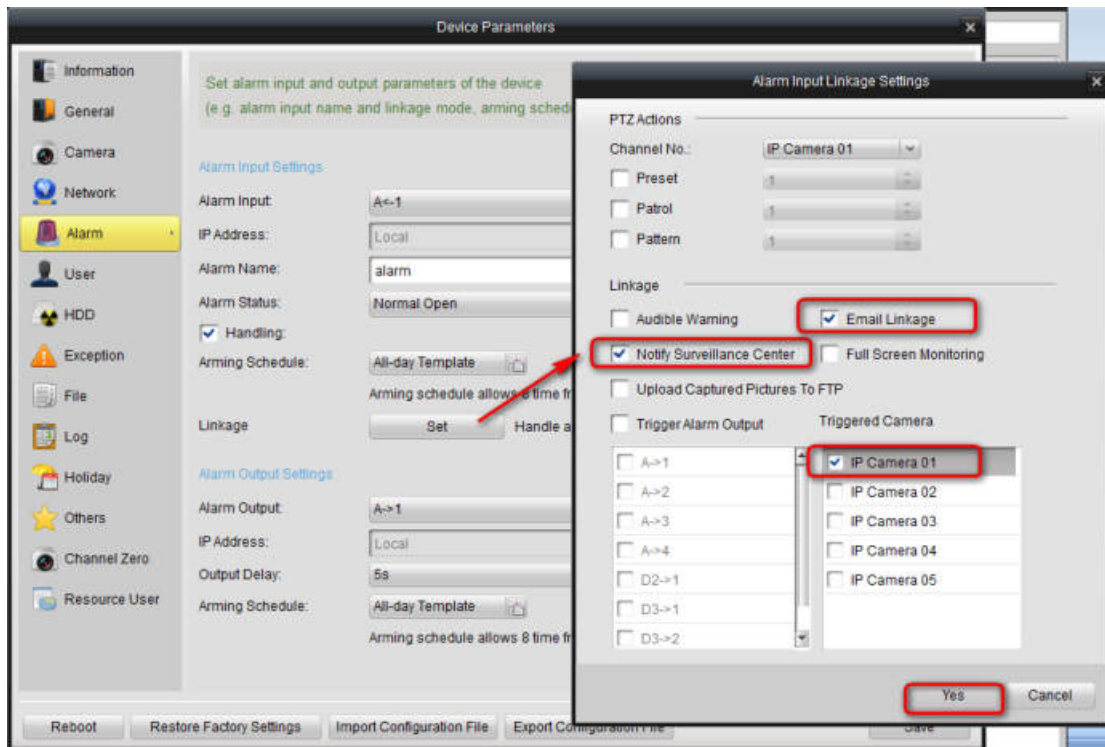 Device Parameters
Information
General
Camera
Network
Alarm
User
HDD
Exception
File
Log
Holiday
Others
Channel Zero
Resource User
Set alarm input and output parameters of the device
(e.g. alarm input name and linkage mode, arming sched
Alarm Input Settings
Alarm Input: A<-1
IP Address: Local
Alarm Name: alarm
Alarm Status: Normal Open
Handling:
Arming Schedule: All-day Template
Arming schedule allows 8 time fr
Linkage Set Handle a
Alarm Output Settings
Alarm Output: A->1
IP Address: Local
Output Delay: 5s
Arming Schedule: All-day Template
Arming schedule allows 8 time fr
Reboot Restore Factory Settings Import Configuration File Export Configuration File Save
Alarm Input Linkage Settings
PTZ Actions
Channel No.: IP Camera 01
Preset 1
Patrol 1
Pattern 1
Linkage
Audible Warning Email Linkage
Notify Surveillance Center Full Screen Monitoring
Upload Captured Pictures To FTP
Trigger Alarm Output Triggered Camera
A->1 IP Camera 01
A->2 IP Camera 02
A->3 IP Camera 03
A->4 IP Camera 04
D2->1 IP Camera 05
D3->1
D3->2
Yes Cancel